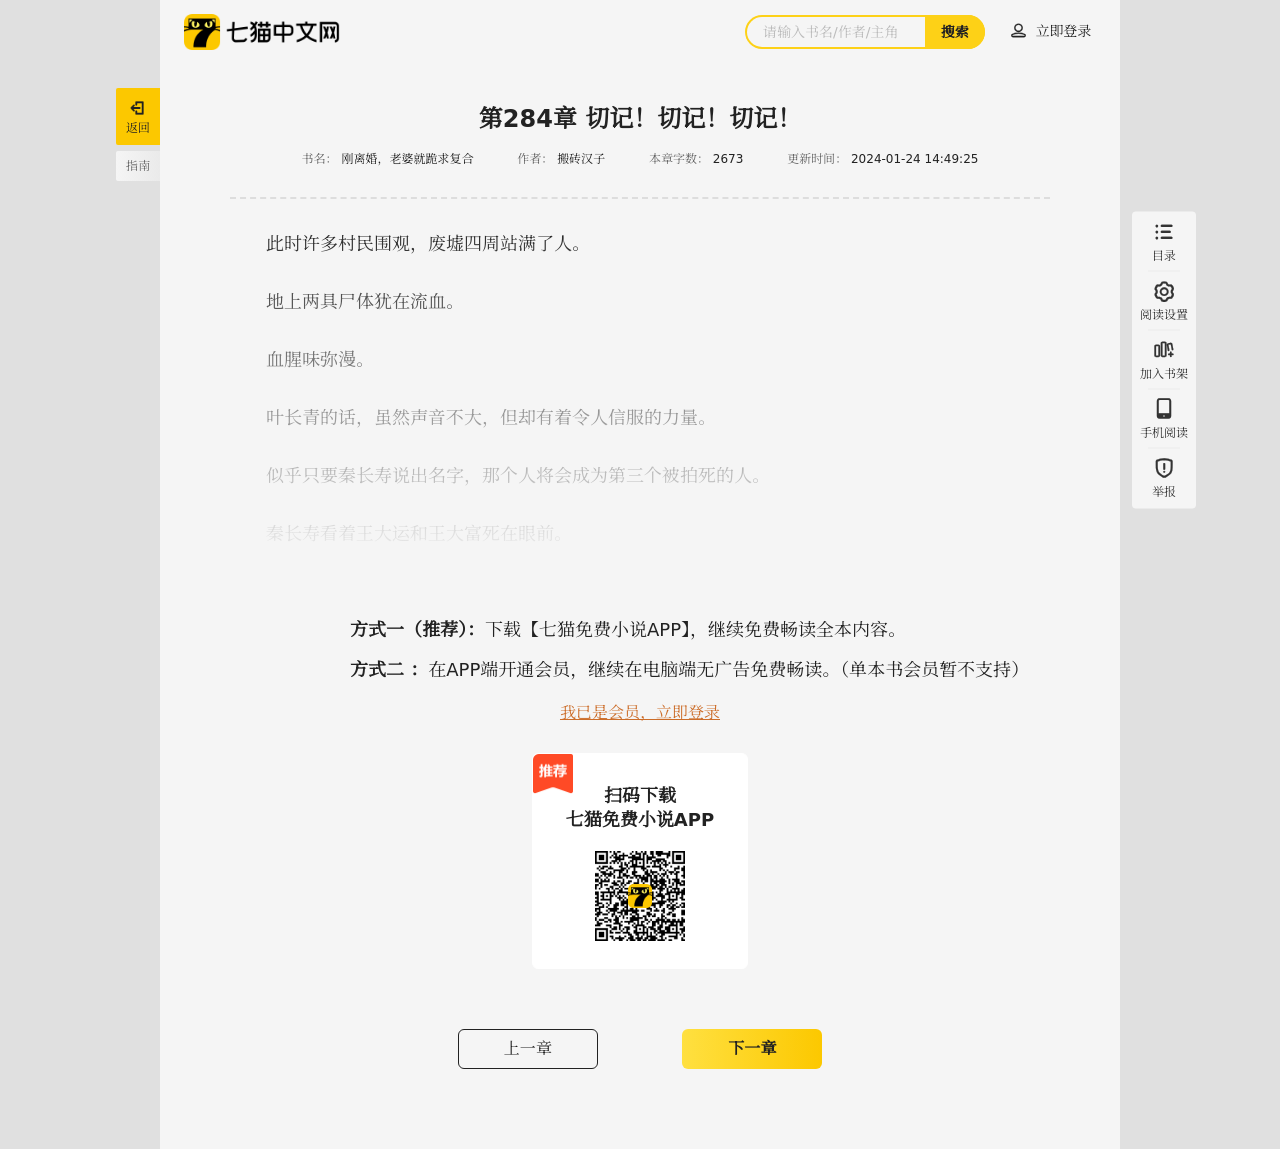 七猫中文网
请输入书名/作者/主角
搜索
立即登录
返回
指南
第284章 切记！切记！切记！
书名： 刚离婚，老婆就跪求复合 作者： 搬砖汉子 本章字数： 2673 更新时间： 2024-01-24 14:49:25
此时许多村民围观，废墟四周站满了人。
地上两具尸体犹在流血。
血腥味弥漫。
叶长青的话，虽然声音不大，但却有着令人信服的力量。
似乎只要秦长寿说出名字，那个人将会成为第三个被拍死的人。
秦长寿看着王大运和王大富死在眼前。
目录
阅读设置
加入书架
手机阅读
举报
方式一（推荐）：下载【七猫免费小说APP】，继续免费畅读全本内容。
方式二 ：在APP端开通会员，继续在电脑端无广告免费畅读。（单本书会员暂不支持）
我已是会员，立即登录
推荐
扫码下载
七猫免费小说APP
上一章
下一章